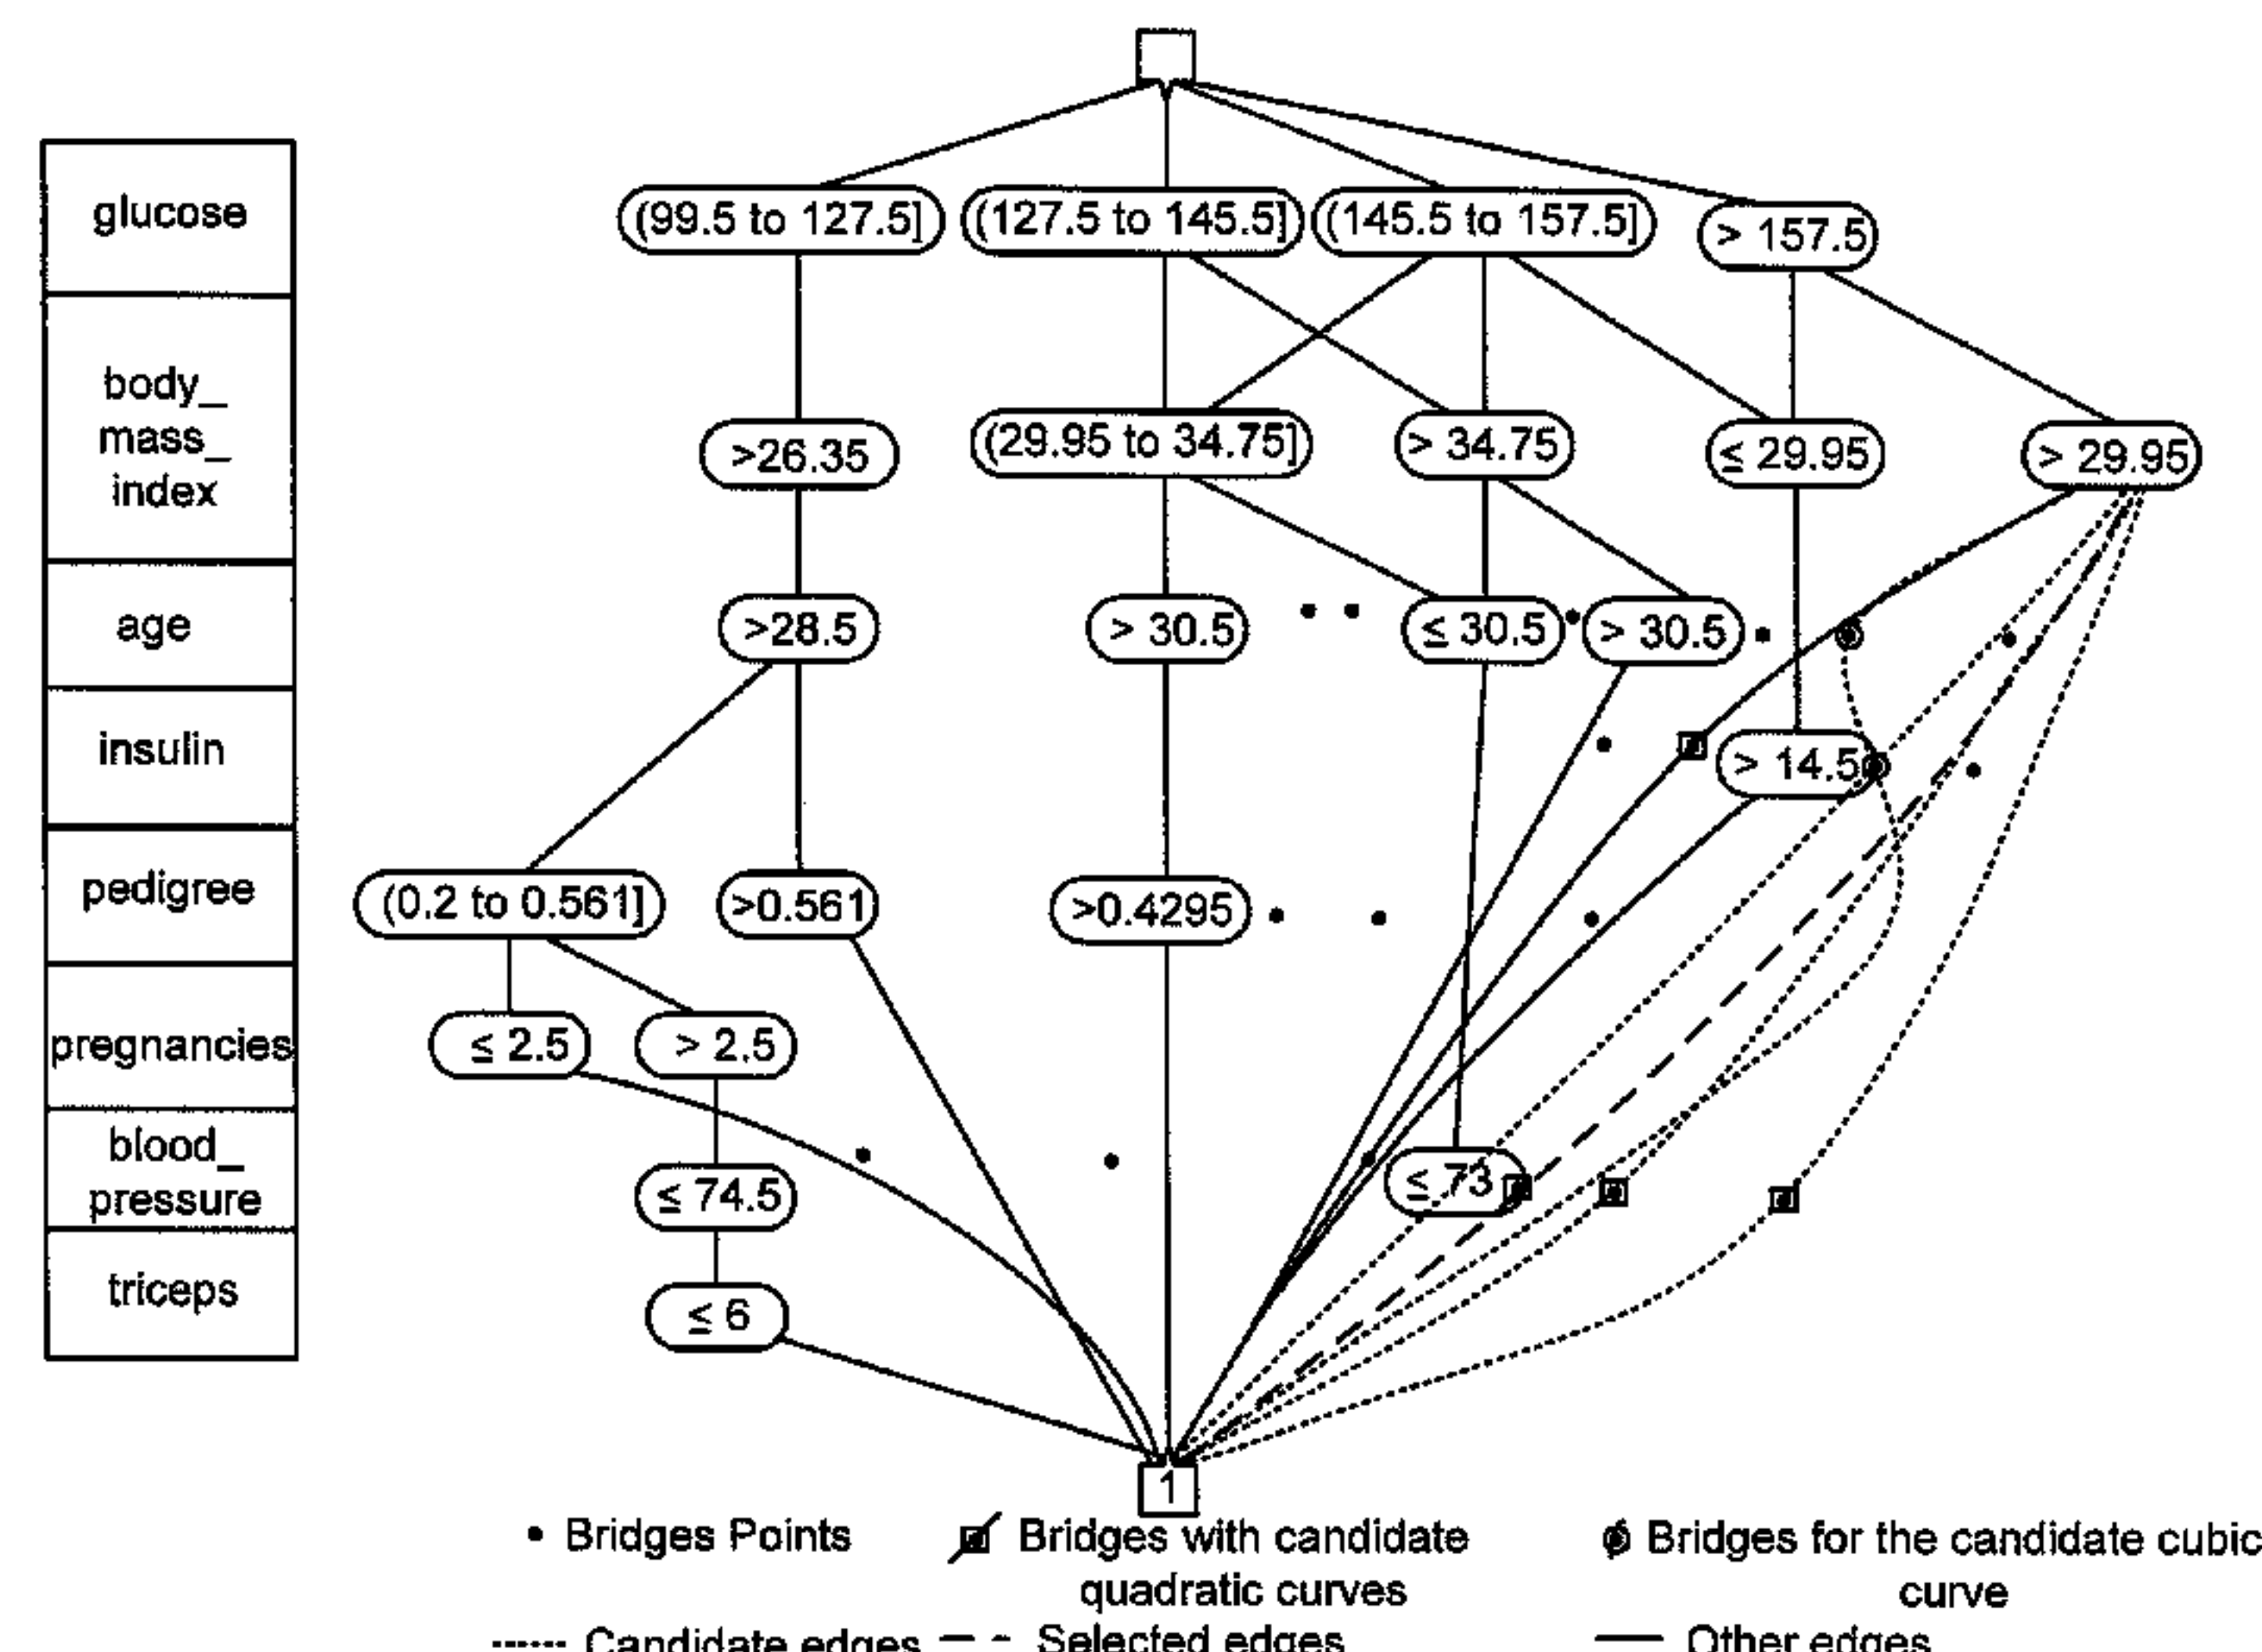 glucose
(99.5 to 127.5]
(127.5 to 145.5]
(145.5 to 157.5]
> 157.5
body_
mass_
index
>26.35
(29.95 to 34.75]
> 34.75
≤ 29.95
> 29.95
age
>28.5
> 30.5
≤ 30.5
> 30.5
insulin
> 14.5
pedigree
(0.2 to 0.561]
>0.561
>0.4295
pregnancies
≤ 2.5
> 2.5
blood_
pressure
≤ 74.5
≤ 73
triceps
≤ 6
1
Bridges Points
Bridges with candidate
quadratic curves
Bridges for the candidate cubic
curve
Candidate edges
Selected edges
Other edges